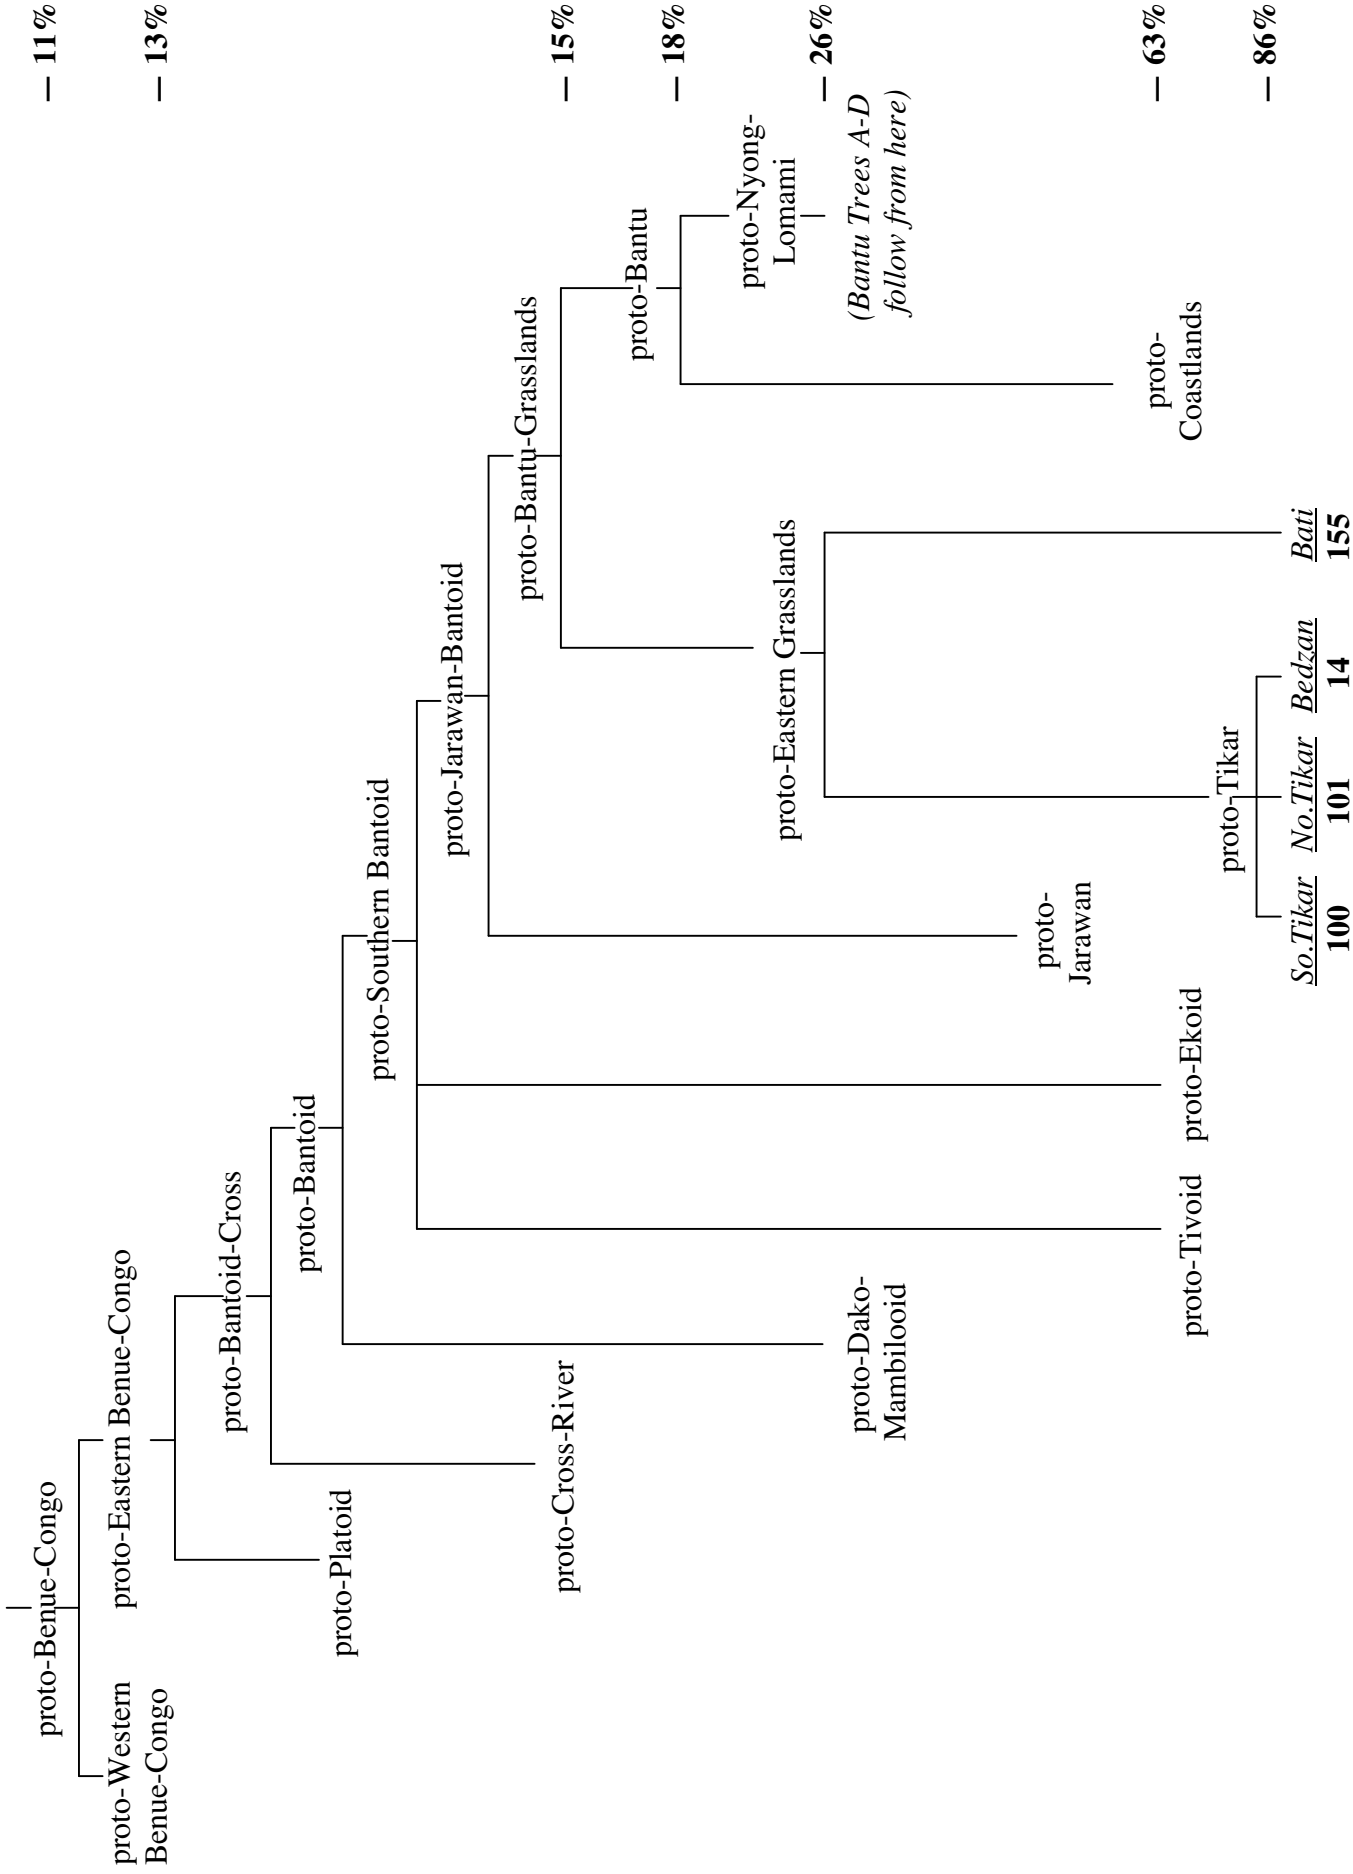 proto-Benue-Congo
– 11%
proto-Western
Benue-Congo
proto-Eastern Benue-Congo
– 13%
proto-Bantoid-Cross
proto-Platoid
proto-Bantoid
proto-Southern Bantoid
proto-Jarawan-Bantoid
proto-Bantu-Grasslands
proto-Cross-River
– 15%
proto-Bantu
– 18%
proto-Nyong-
Lomami
proto-Eastern Grasslands
– 26%
proto-Dako-
Mambilooid
(Bantu Trees A-D
follow from here)
proto-
Jarawan
proto-
Coastlands
– 63%
proto-Tivoid
proto-Ekoid
proto-Tikar
– 86%
So.Tikar No.Tikar Bedzan Bati
100 101 14 155